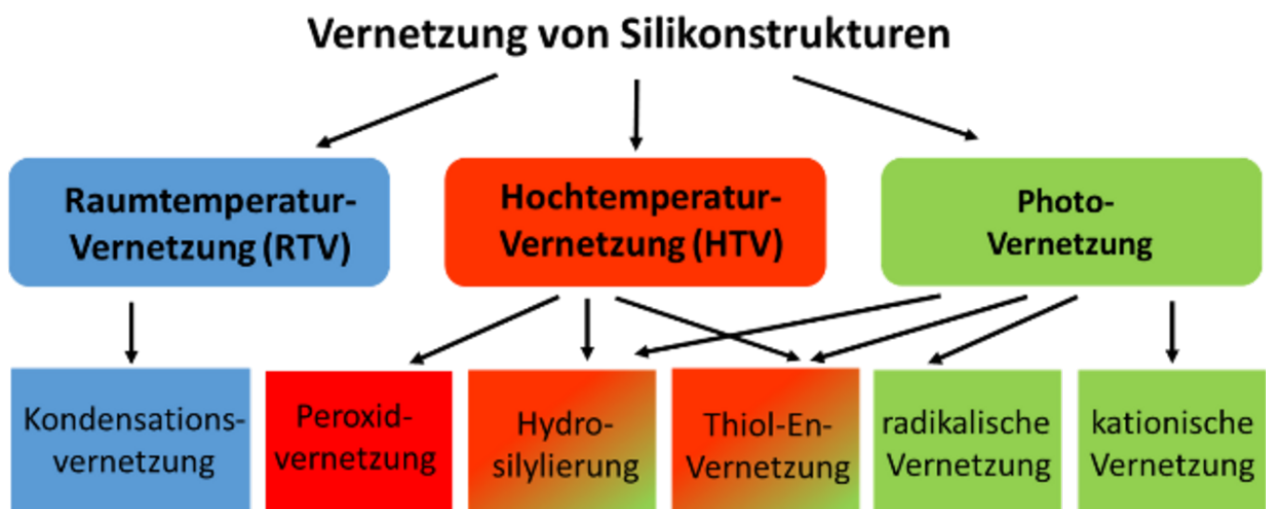 Vernetzung von Silikonstrukturen
Raumtemperatur-
Vernetzung (RTV)
Hochtemperatur-
Vernetzung (HTV)
Photo-
Vernetzung
Kondensations-
vernetzung
Peroxid-
vernetzung
Hydro-
silylierung
Thiol-En-
Vernetzung
radikalische
Vernetzung
kationische
Vernetzung